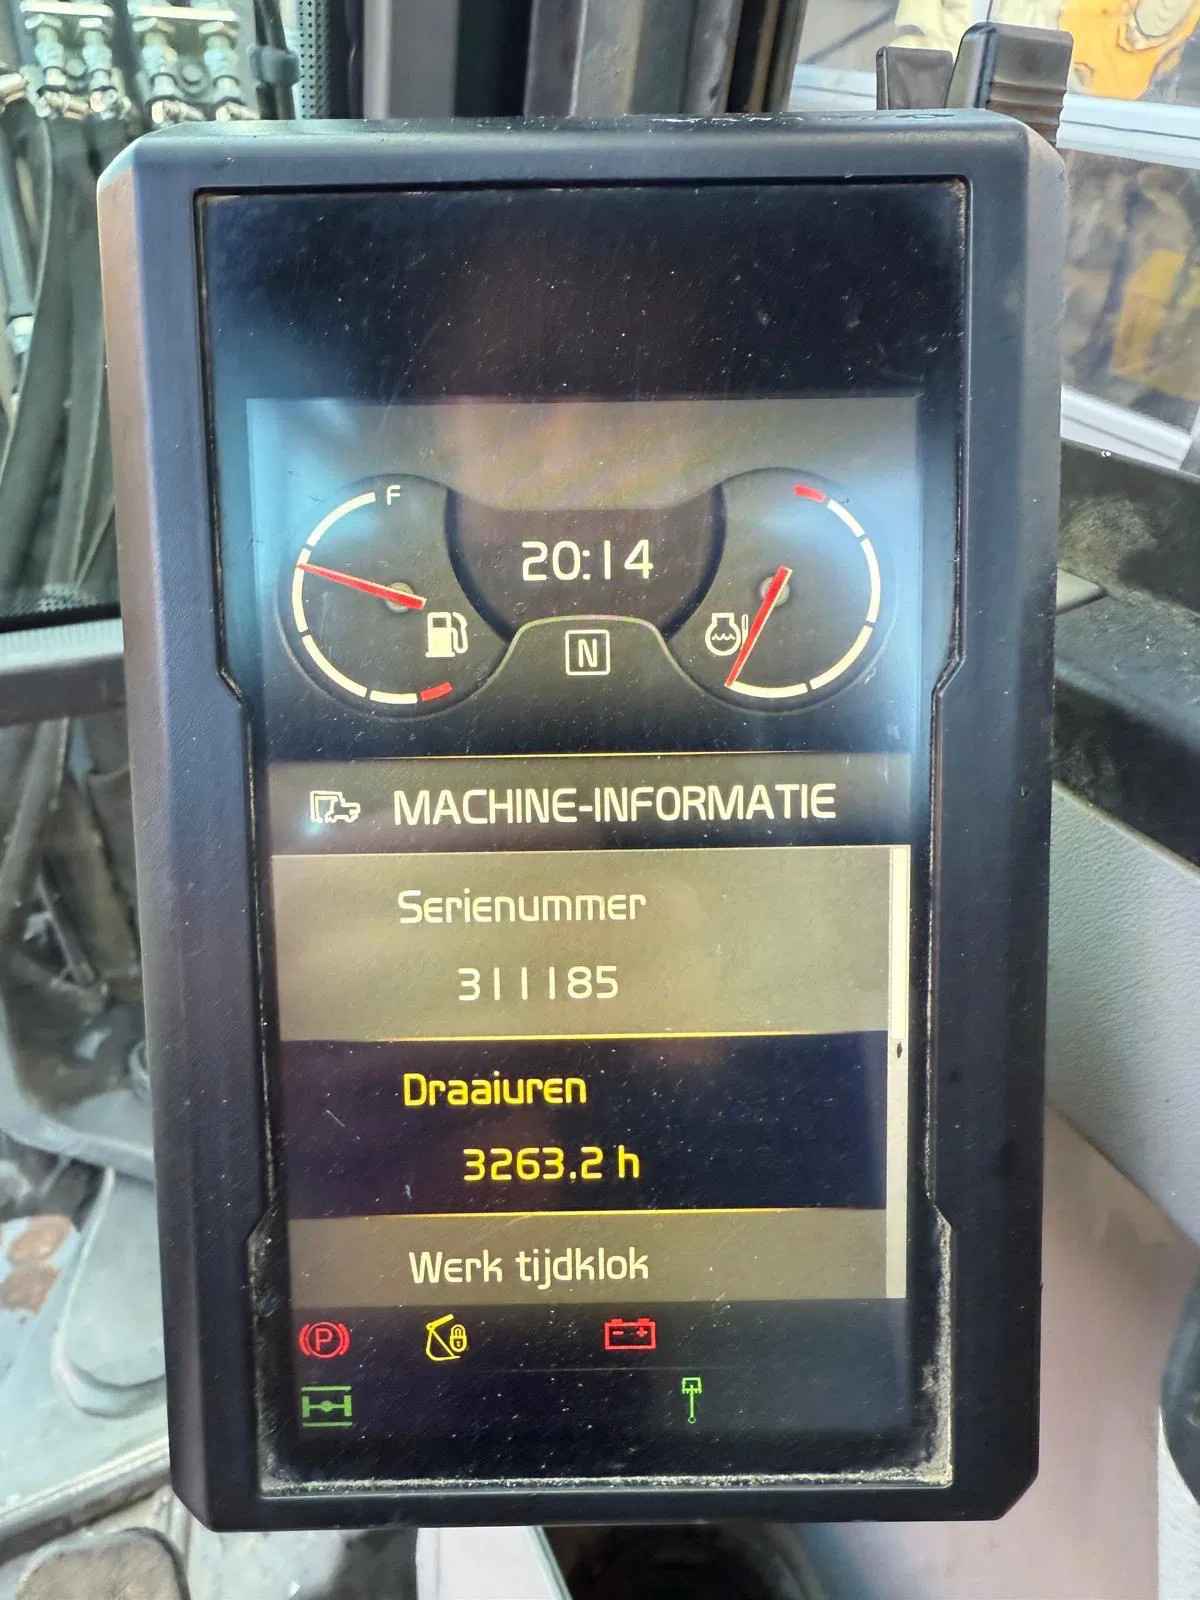 F
20:14
N
MACHINE-INFORMATIE
Serienummer
311185
Draaiuren
3263.2 h
Werk tijdklok
P